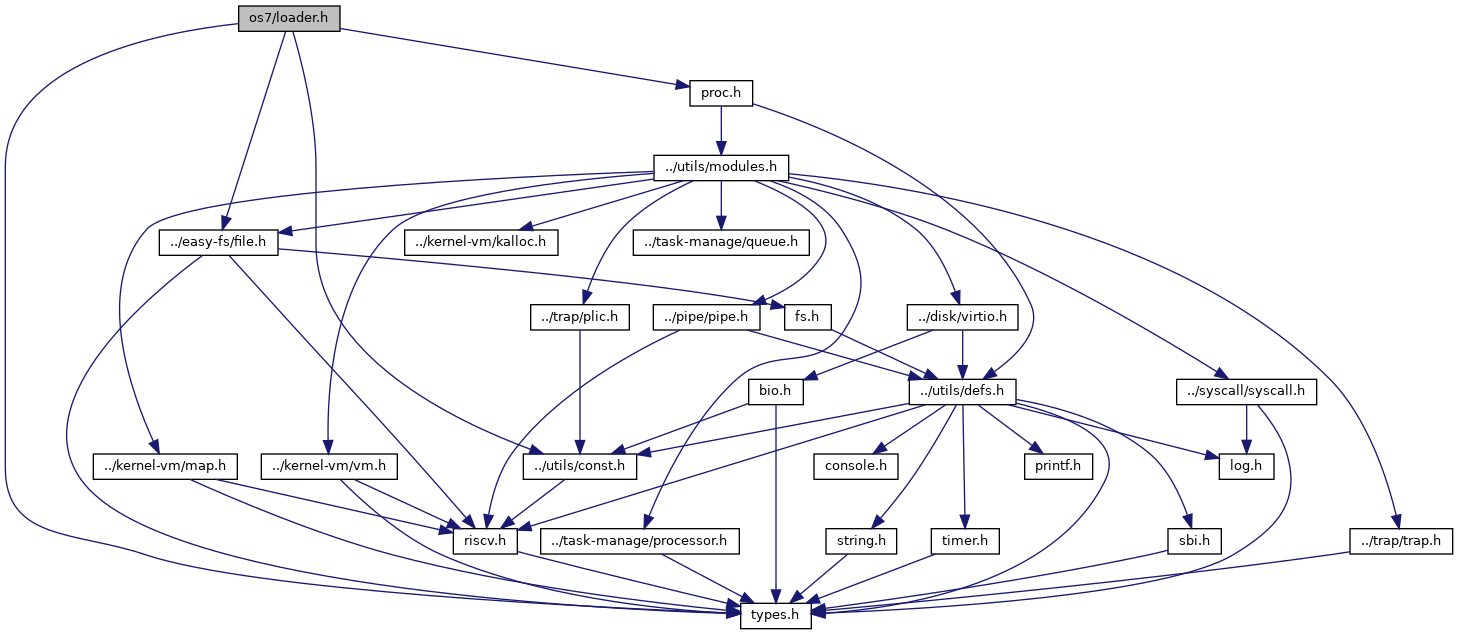 os7/loader.h
proc.h
../utils/modules.h
../easy-fs/file.h
../kernel-vm/kalloc.h
../task-manage/queue.h
../trap/plic.h
../pipe/pipe.h
fs.h
../disk/virtio.h
bio.h
../utils/defs.h
../syscall/syscall.h
../kernel-vm/map.h
../kernel-vm/vm.h
../utils/const.h
console.h
printf.h
log.h
riscv.h
../task-manage/processor.h
string.h
timer.h
sbi.h
../trap/trap.h
types.h